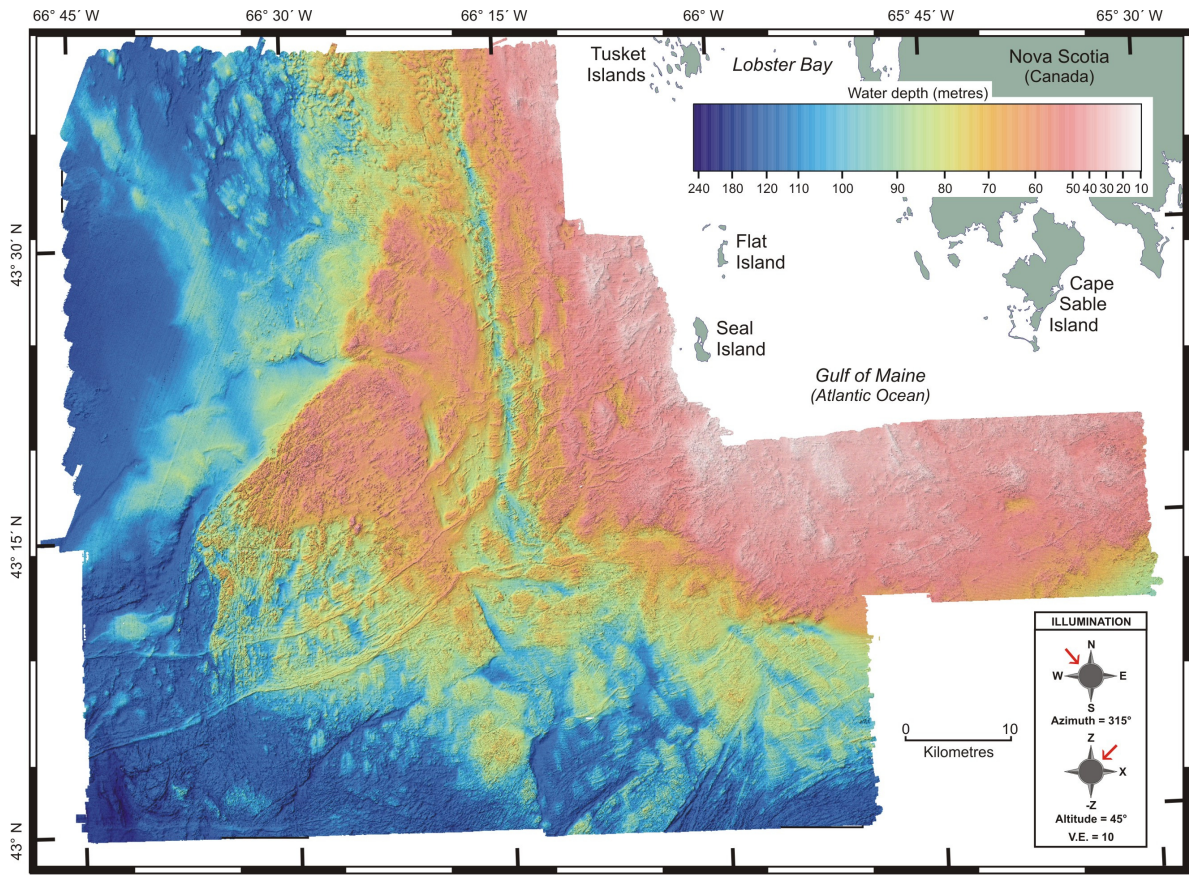 66° 45´ W
66° 30´ W
66° 15´ W
66° W
65° 45´ W
65° 30´ W
Tusket
Islands
Lobster Bay
Nova Scotia
(Canada)
Water depth (metres)
240 180 120 110 100 90 80 70 60 50 40 30 20 10
43° 30´ N
Flat
Island
Cape
Sable
Island
Seal
Island
Gulf of Maine
(Atlantic Ocean)
43° 15´ N
ILLUMINATION
N
W E
S
Azimuth = 315°
0 10
Kilometres
Z
X
-Z
Altitude = 45°
V.E. = 10
43° N